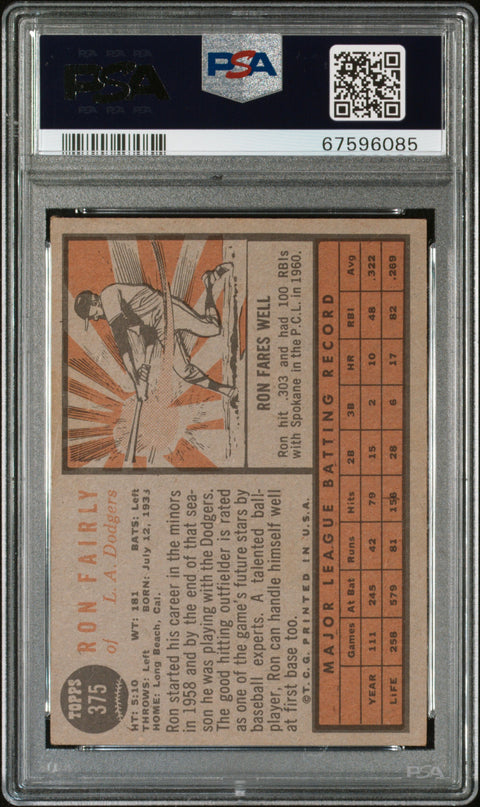 PSA
PSA
67596085
TOPPS
375
RON FAIRLY
of L.A. Dodgers
HT: 5:10 WT: 181 BATS: Left
THROWS: Left BORN: July 12, 1938
HOME: Long Beach, Cal.
Ron started his career in the minors
in 1958 and by the end of that sea-
son he was playing with the Dodgers.
The good hitting outfielder is rated
as one of the game's future stars by
baseball experts. A talented ball-
player, Ron can handle himself well
at first base too.
©T.C.G. PRINTED IN U.S.A.
RON FARES WELL
Ron hit .303 and had 100 RBIs
with Spokane in the P.C.L. in 1960.
MAJOR LEAGUE BATTING RECORD
Games At Bat Runs Hits 2B 3B HR RBI Avg
YEAR 111 245 42 79 15 2 10 48 .322
LIFE 258 579 81 156 28 6 17 82 .269
PSA